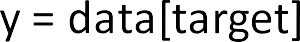 y = data[target]